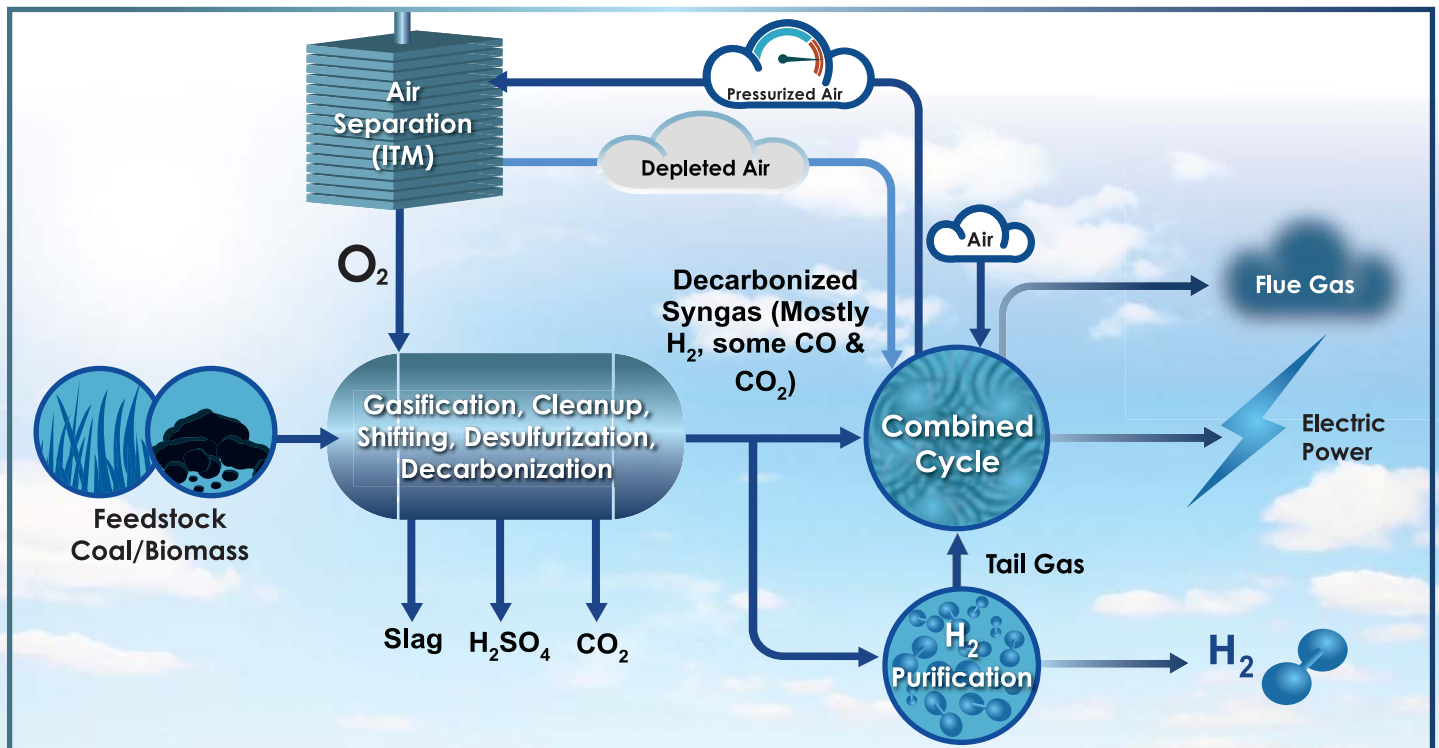 Air
Separation
(ITM)
Pressurized Air
Depleted Air
Air
O₂
Decarbonized
Syngas (Mostly
H₂, some CO &
CO₂)
Flue Gas
Gasification, Cleanup,
Shifting, Desulfurization,
Decarbonization
Combined
Cycle
Electric
Power
Feedstock
Coal/Biomass
Slag
H₂SO₄
CO₂
Tail Gas
H₂
Purification
H₂